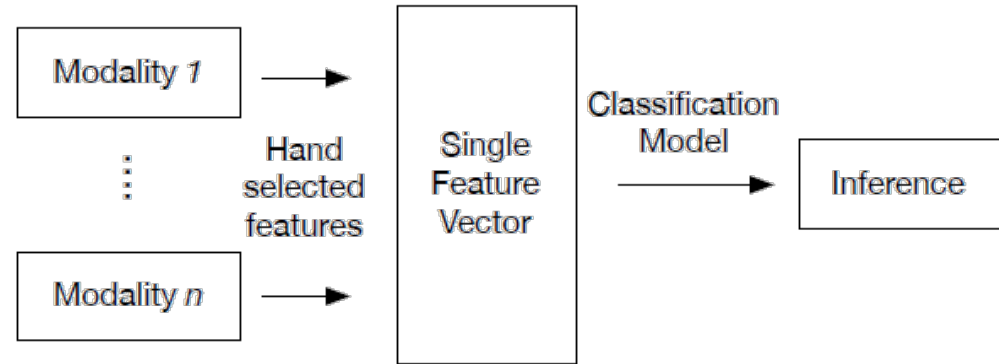 Modality 1
Hand
selected
features
Modality n
Single
Feature
Vector
Classification
Model
Inference